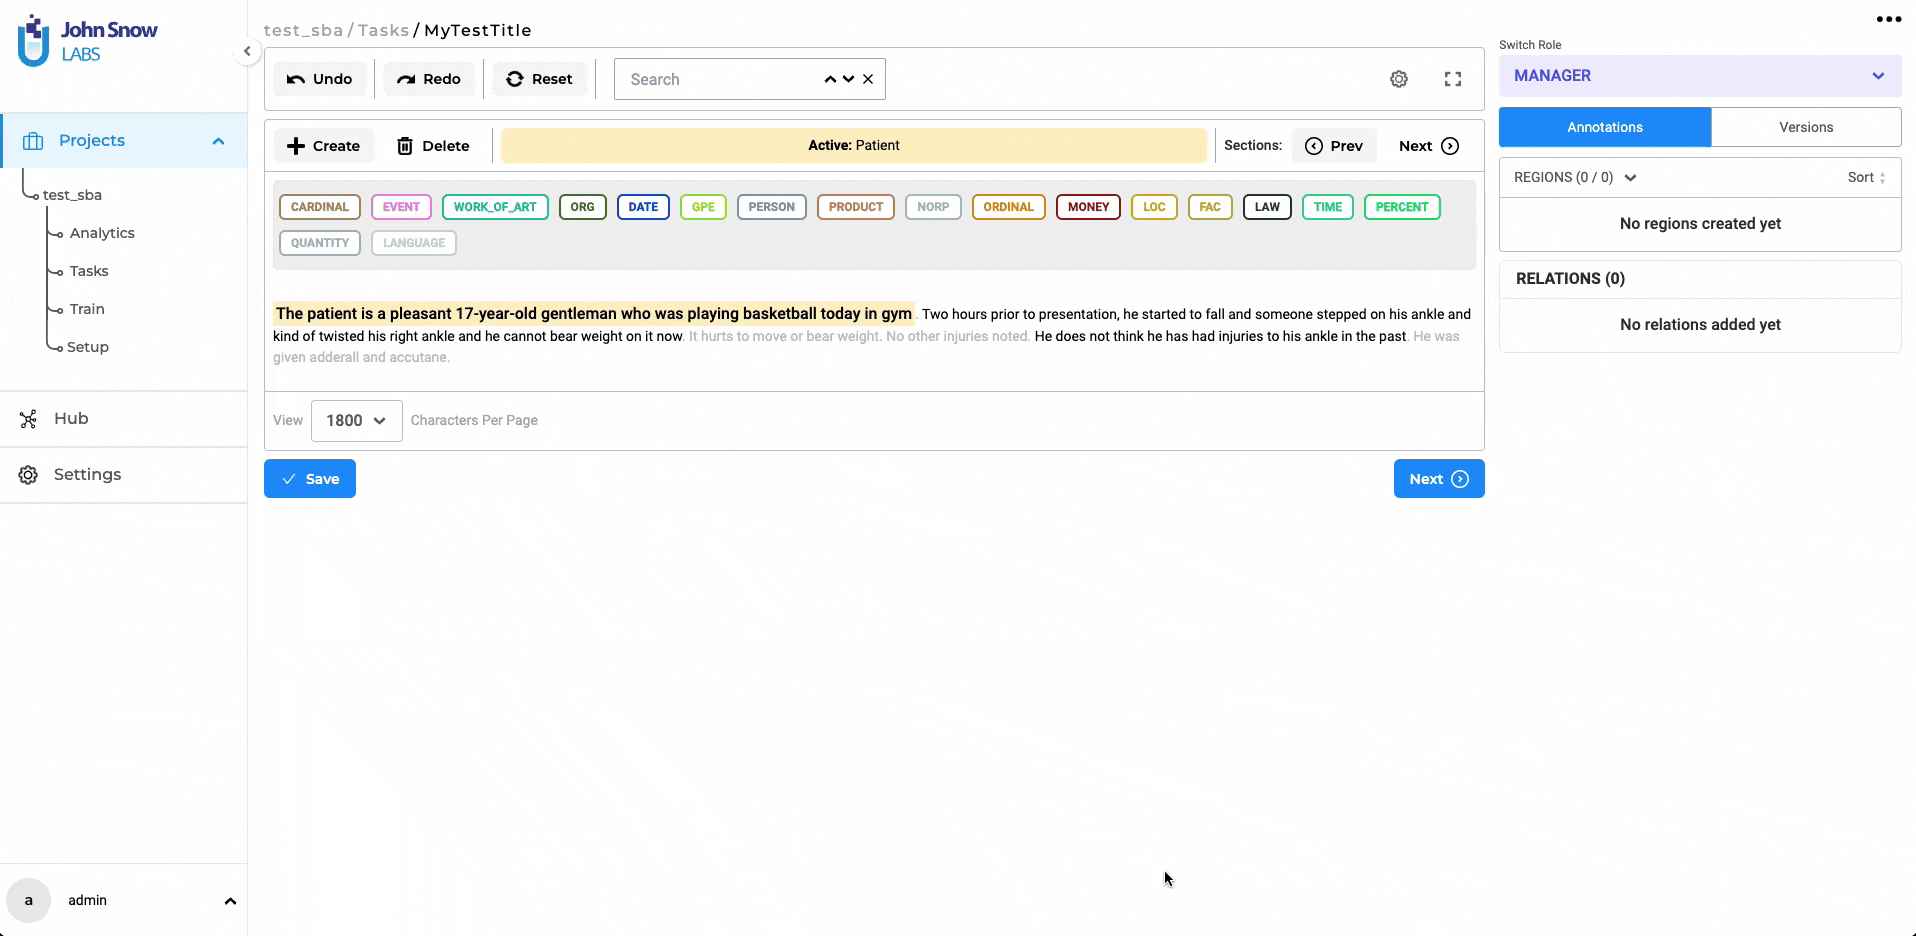 John Snow
LABS
Projects
test_sba
Analytics
Tasks
Train
Setup
Hub
Settings
a
admin
test_sba / Tasks / MyTestTitle
Undo
Redo
Reset
Search
Create
Delete
Active: Patient
Sections:
Prev
Next
CARDINAL EVENT WORK_OF_ART ORG DATE GPE PERSON PRODUCT NORP ORDINAL MONEY LOC FAC LAW TIME PERCENT
QUANTITY LANGUAGE
The patient is a pleasant 17-year-old gentleman who was playing basketball today in gym . Two hours prior to presentation, he started to fall and someone stepped on his ankle and
kind of twisted his right ankle and he cannot bear weight on it now. It hurts to move or bear weight. No other injuries noted. He does not think he has had injuries to his ankle in the past. He was
given adderall and accutane.
View 1800 Characters Per Page
Save
Next
Switch Role
MANAGER
Annotations
Versions
REGIONS (0 / 0)
Sort
No regions created yet
RELATIONS (0)
No relations added yet